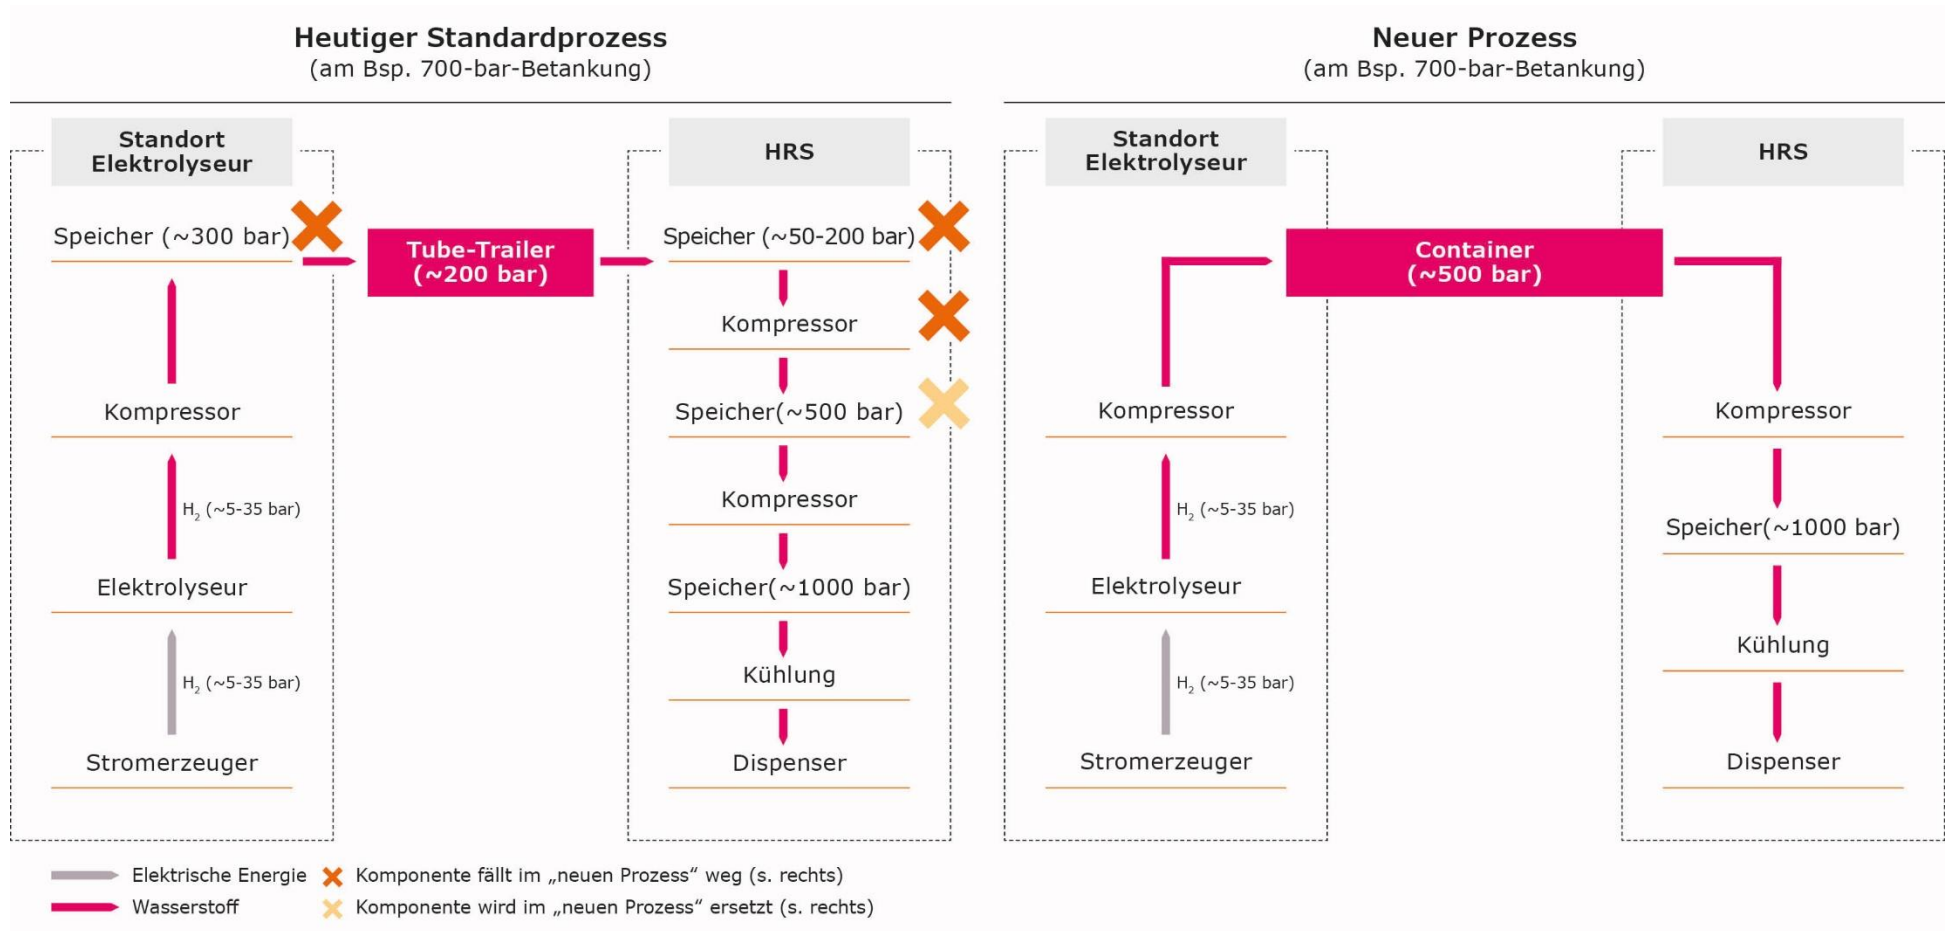 Heutiger Standardprozess
(am Bsp. 700-bar-Betankung)
Standort
Elektrolyseur
Speicher (~300 bar)
Kompressor
H₂ (~5-35 bar)
Elektrolyseur
H₂ (~5-35 bar)
Stromerzeuger
Tube-Trailer
(~200 bar)
HRS
Speicher (~50-200 bar)
Kompressor
Speicher(~500 bar)
Kompressor
Speicher(~1000 bar)
Kühlung
Dispenser
Neuer Prozess
(am Bsp. 700-bar-Betankung)
Standort
Elektrolyseur
Kompressor
H₂ (~5-35 bar)
Elektrolyseur
H₂ (~5-35 bar)
Stromerzeuger
Container
(~500 bar)
HRS
Kompressor
Speicher(~1000 bar)
Kühlung
Dispenser
Elektrische Energie
Wasserstoff
Komponente fällt im „neuen Prozess“ weg (s. rechts)
Komponente wird im „neuen Prozess“ ersetzt (s. rechts)